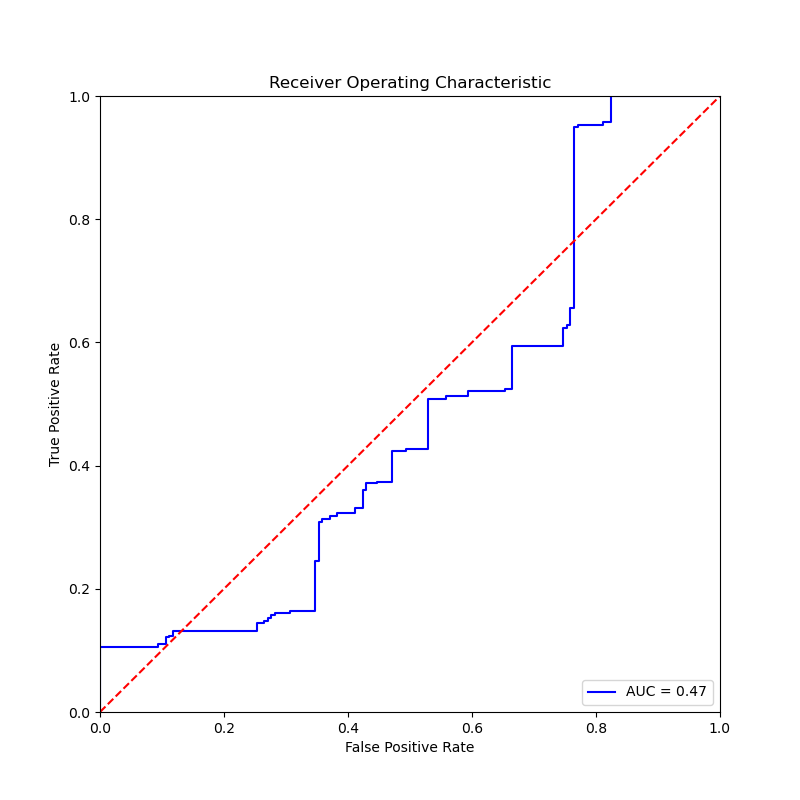 Receiver Operating Characteristic
1.0
0.8
0.6
0.4
0.2
0.0
True Positive Rate
AUC = 0.47
0.0 0.2 0.4 0.6 0.8 1.0
False Positive Rate